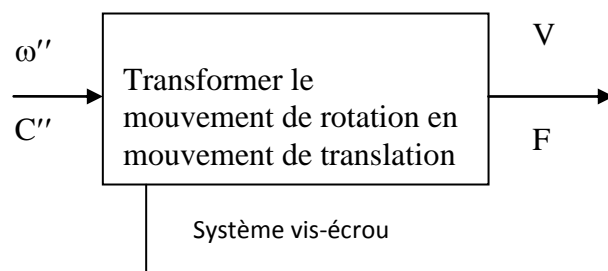 ω′′
C′′
Transformer le
mouvement de rotation en
mouvement de translation
V
F
Système vis-écrou